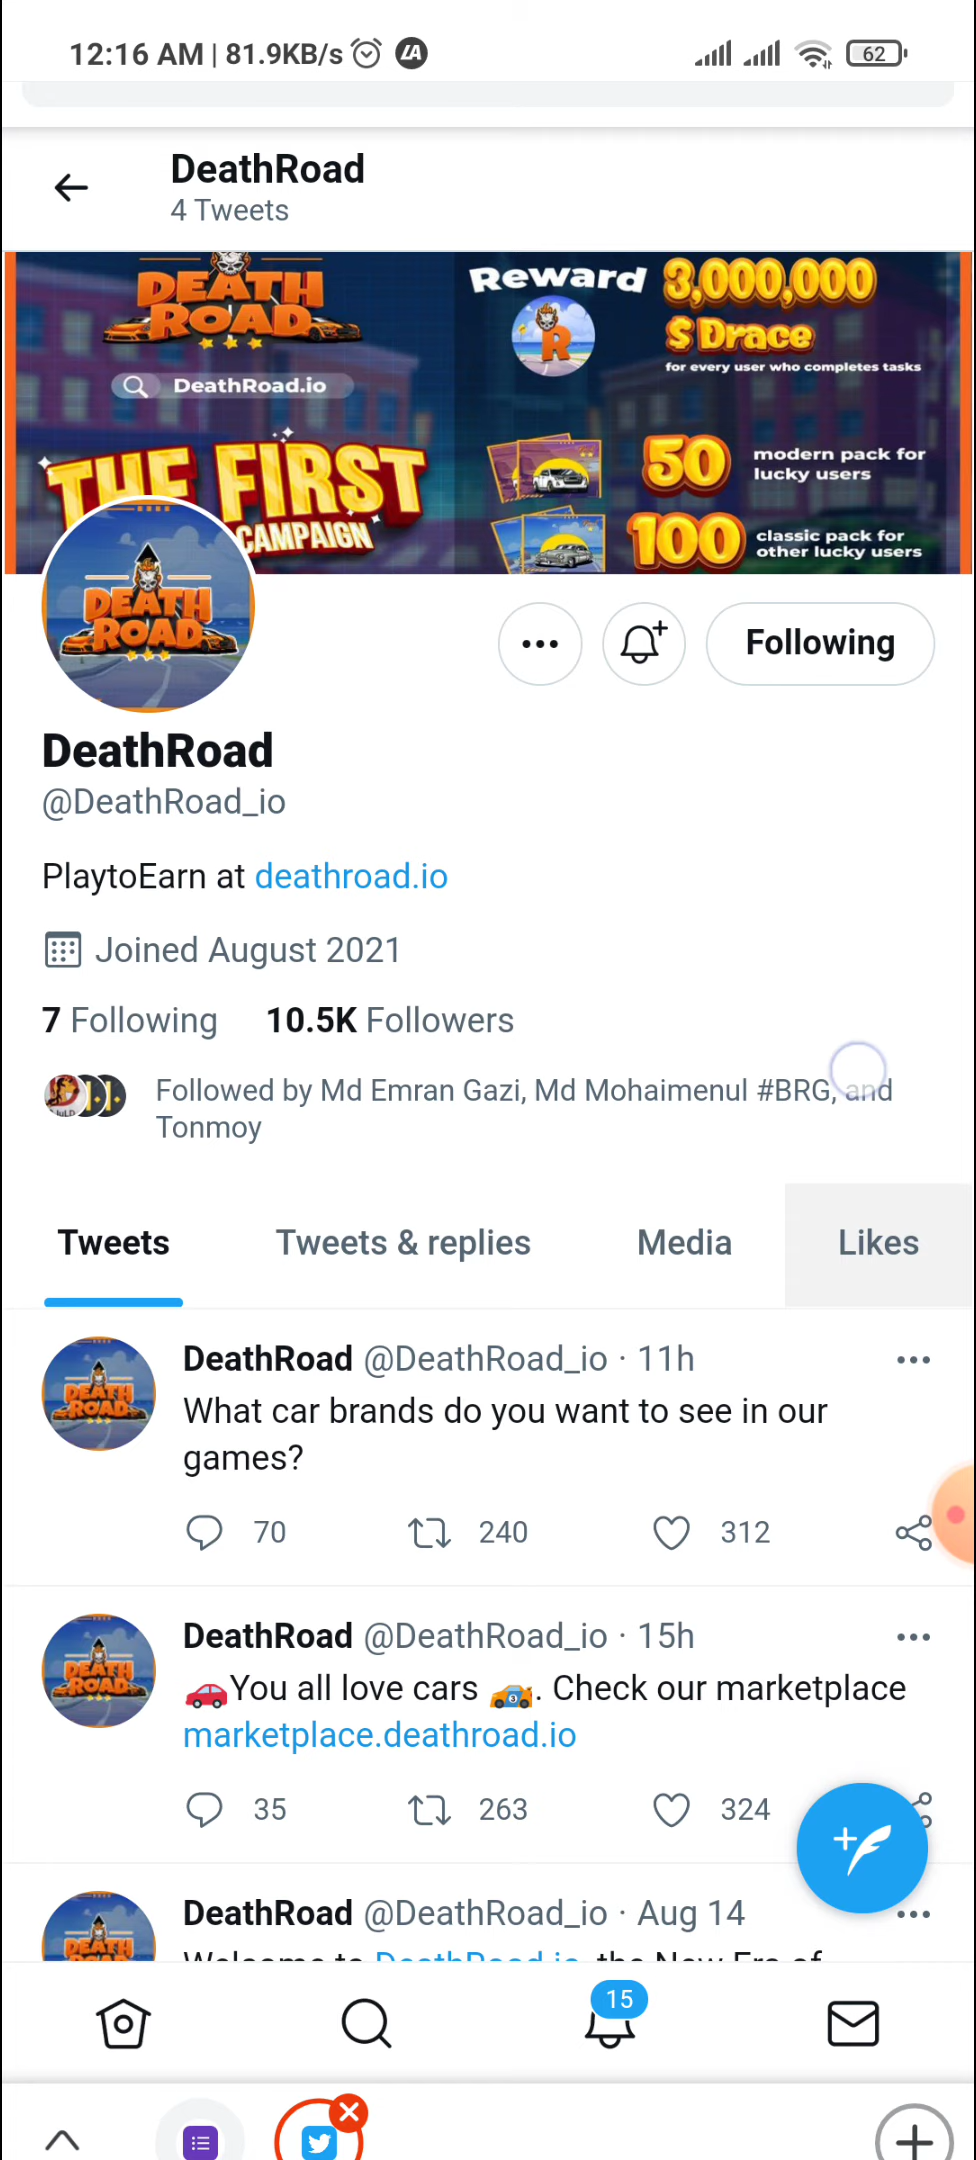 12:16 AM | 81.9KB/s
62
DeathRoad
4 Tweets
DEATH
ROAD
DeathRoad.io
THE FIRST
CAMPAIGN
Reward 3,000,000
$ Drace
for every user who completes tasks
R
50 modern pack for
lucky users
100 classic pack for
other lucky users
DEATH
ROAD
Following
DeathRoad
@DeathRoad_io
PlaytoEarn at deathroad.io
Joined August 2021
7 Following 10.5K Followers
Followed by Md Emran Gazi, Md Mohaimenul #BRG, and
Tonmoy
Tweets Tweets & replies Media Likes
DEATH
ROAD
DeathRoad @DeathRoad_io · 11h
What car brands do you want to see in our
games?
70 240 312
DEATH
ROAD
DeathRoad @DeathRoad_io · 15h
You all love cars 3. Check our marketplace
marketplace.deathroad.io
35 263 324
DEATH
DeathRoad @DeathRoad_io · Aug 14
Welcome to DeathRoad.io, the New Era of
15